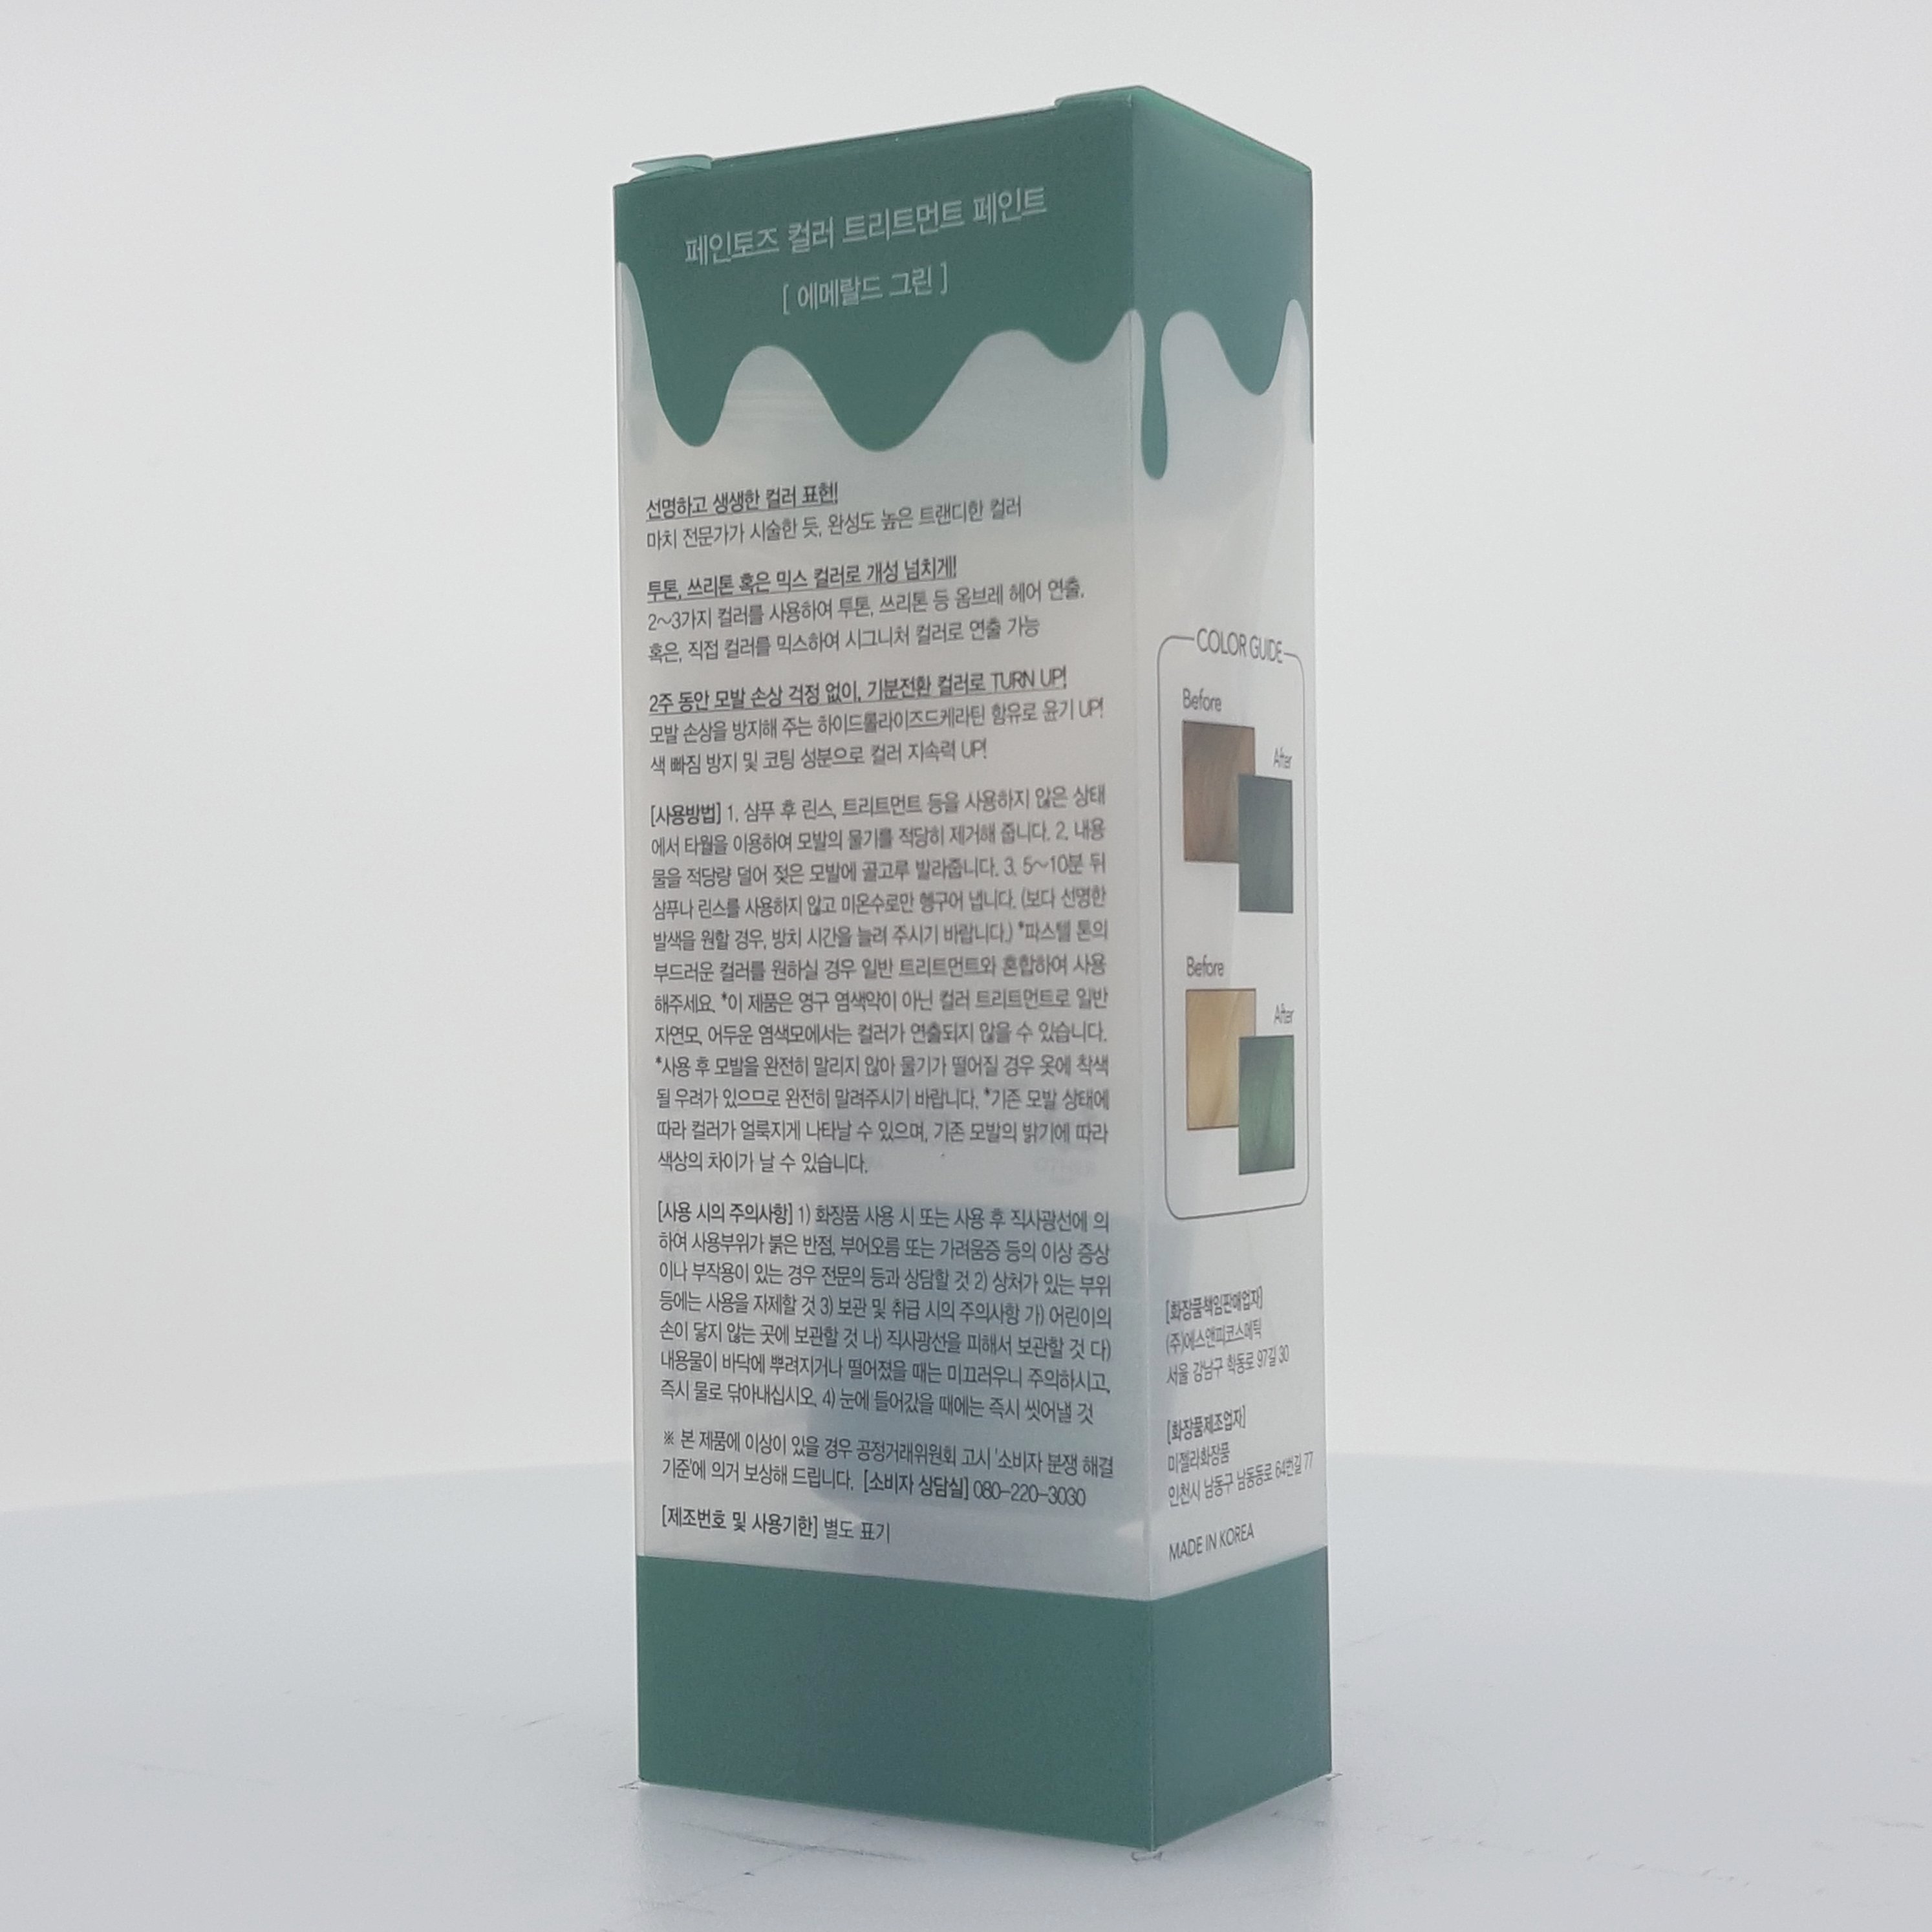 페인토즈 컬러 트리트먼트 페인트
[ 에메랄드 그린 ]
선명하고 생생한 컬러 표현!
마치 전문가가 시술한 듯, 완성도 높은 트랜디한 컬러
투톤, 쓰리톤 혹은 믹스 컬러로 개성 넘치게!
2~3가지 컬러를 사용하여 투톤, 쓰리톤 등 옴브레 헤어 연출,
혹은, 직접 컬러를 믹스하여 시그니처 컬러로 연출 가능
2주 동안 모발 손상 걱정 없이, 기분전환 컬러로 TURN UP!
모발 손상을 방지해 주는 하이드롤라이즈드케라틴 함유로 윤기 UP!
색 빠짐 방지 및 코팅 성분으로 컬러 지속력 UP!
[사용방법] 1. 샴푸 후 린스, 트리트먼트 등을 사용하지 않은 상태
에서 타월을 이용하여 모발의 물기를 적당히 제거해 줍니다. 2. 내용
물을 적당량 덜어 젖은 모발에 골고루 발라줍니다. 3. 5~10분 뒤
샴푸나 린스를 사용하지 않고 미온수로만 헹구어 냅니다. (보다 선명한
발색을 원할 경우, 방치 시간을 늘려 주시기 바랍니다.) *파스텔 톤의
부드러운 컬러를 원하실 경우 일반 트리트먼트와 혼합하여 사용
해주세요. *이 제품은 영구 염색약이 아닌 컬러 트리트먼트로 일반
자연모, 어두운 염색모에서는 컬러가 연출되지 않을 수 있습니다.
*사용 후 모발을 완전히 말리지 않아 물기가 떨어질 경우 옷에 착색
될 우려가 있으므로 완전히 말려주시기 바랍니다. *기존 모발 상태에
따라 컬러가 얼룩지게 나타날 수 있으며, 기존 모발의 밝기에 따라
색상의 차이가 날 수 있습니다.
[사용 시의 주의사항] 1) 화장품 사용 시 또는 사용 후 직사광선에 의
하여 사용부위가 붉은 반점, 부어오름 또는 가려움증 등의 이상 증상
이나 부작용이 있는 경우 전문의 등과 상담할 것 2) 상처가 있는 부위
등에는 사용을 자제할 것 3) 보관 및 취급 시의 주의사항 가) 어린이의
손이 닿지 않는 곳에 보관할 것 나) 직사광선을 피해서 보관할 것 다)
내용물이 바닥에 뿌려지거나 떨어졌을 때는 미끄러우니 주의하시고,
즉시 물로 닦아내십시오. 4) 눈에 들어갔을 때에는 즉시 씻어낼 것
※ 본 제품에 이상이 있을 경우 공정거래위원회 고시 '소비자 분쟁 해결
기준'에 의거 보상해 드립니다. [소비자 상담실] 080-220-3030
[제조번호 및 사용기한] 별도 표기
COLOR GUIDE
Before
After
Before
After
[화장품책임판매업자]
(주)에스앤피코스메틱
서울 강남구 학동로 97길 30
[화장품제조업자]
미젤라화장품
인천시 남동구 남동동로 64번길 77
MADE IN KOREA